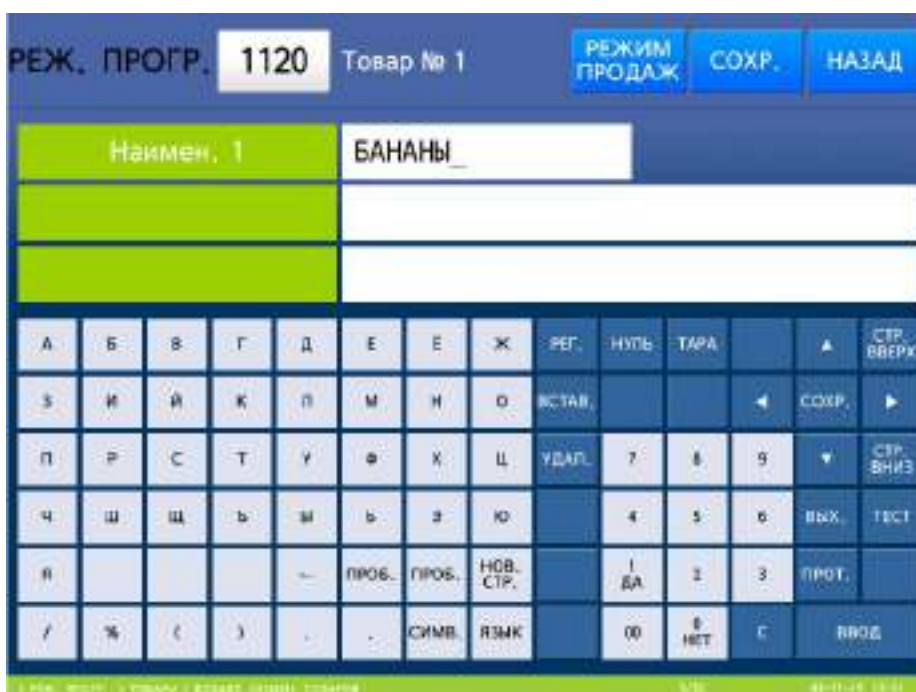 РЕЖ. ПРОГР. 1120 Товар № 1 РЕЖИМ ПРОДАЖ СОХР. НАЗАД
Наимен. 1 БАНАНЫ_
А Б В Г Д Е Ё Ж РЕГ. НУЛЬ ТАРА ▲ СТР. ВВЕРХ
З И Й К Л М Н О ВСТАВ. ◀ СОХР. ▶
П Р С Т У Ф Х Ц УДАЛ. 7 8 9 ▼ СТР. ВНИЗ
Ч Ш Щ Ъ Ы Ь Э Ю 4 5 6 ВЫХ. ТЕСТ
Я ПРОБ. ПРОБ. НОВ. СТР. 1 ДА 2 3 ПРОТ.
/ % ( ) СИМВ. ЯЗЫК 00 0 НЕТ С ВВОД